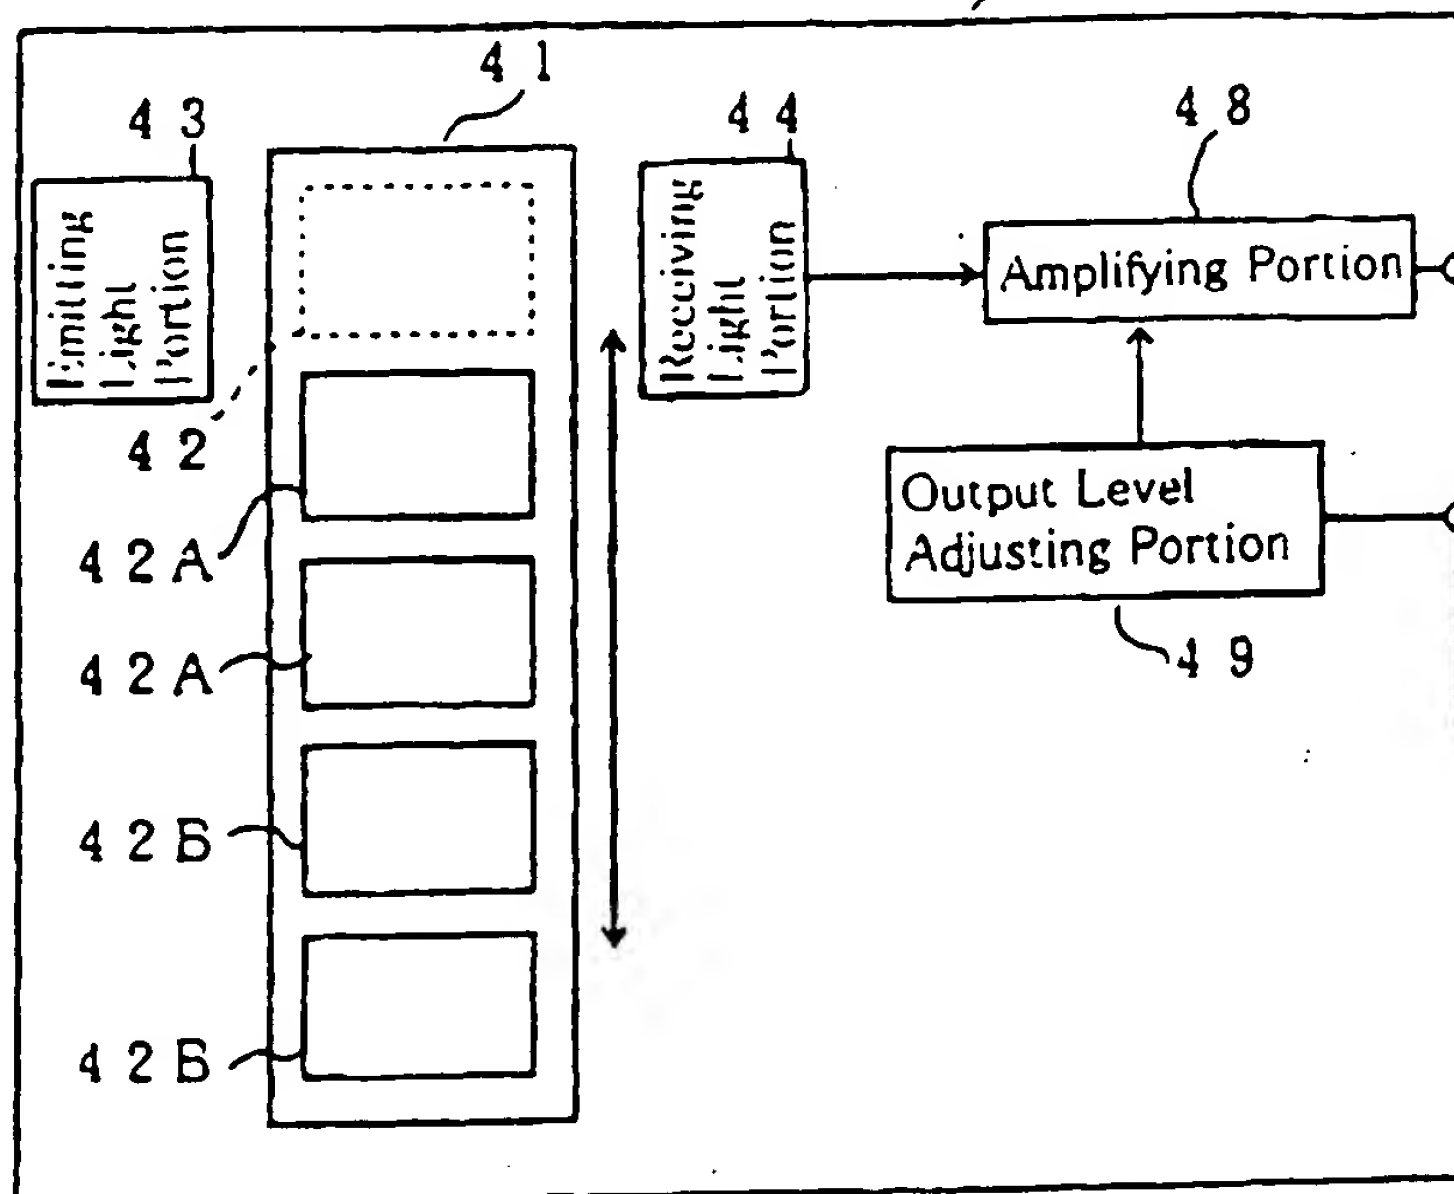 4 1
4 3
4 4
4 8
Emitting
Light
Portion
Receiving
Light
Portion
Amplifying Portion
4 2
Output Level
Adjusting Portion
4 2 A
4 9
4 2 A
4 2 B
4 2 B